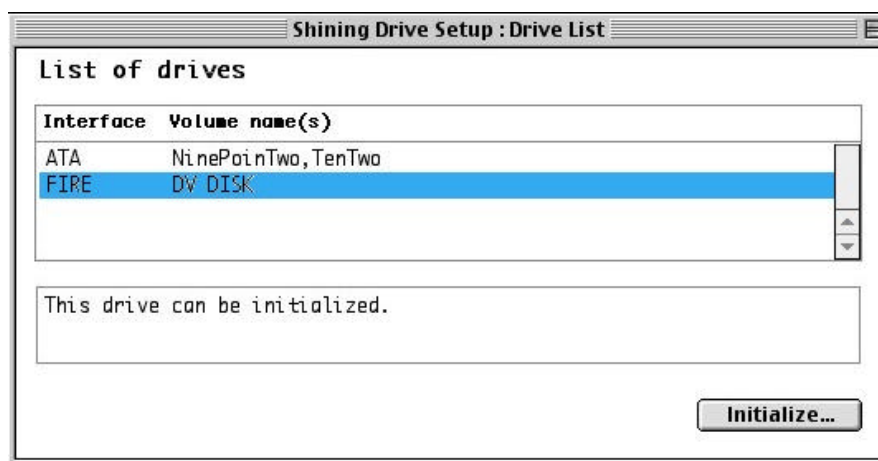 Shining Drive Setup : Drive List
List of drives
Interface Volume name(s)
ATA NinePoinTwo,TenTwo
FIRE DV DISK
This drive can be initialized.
Initialize…